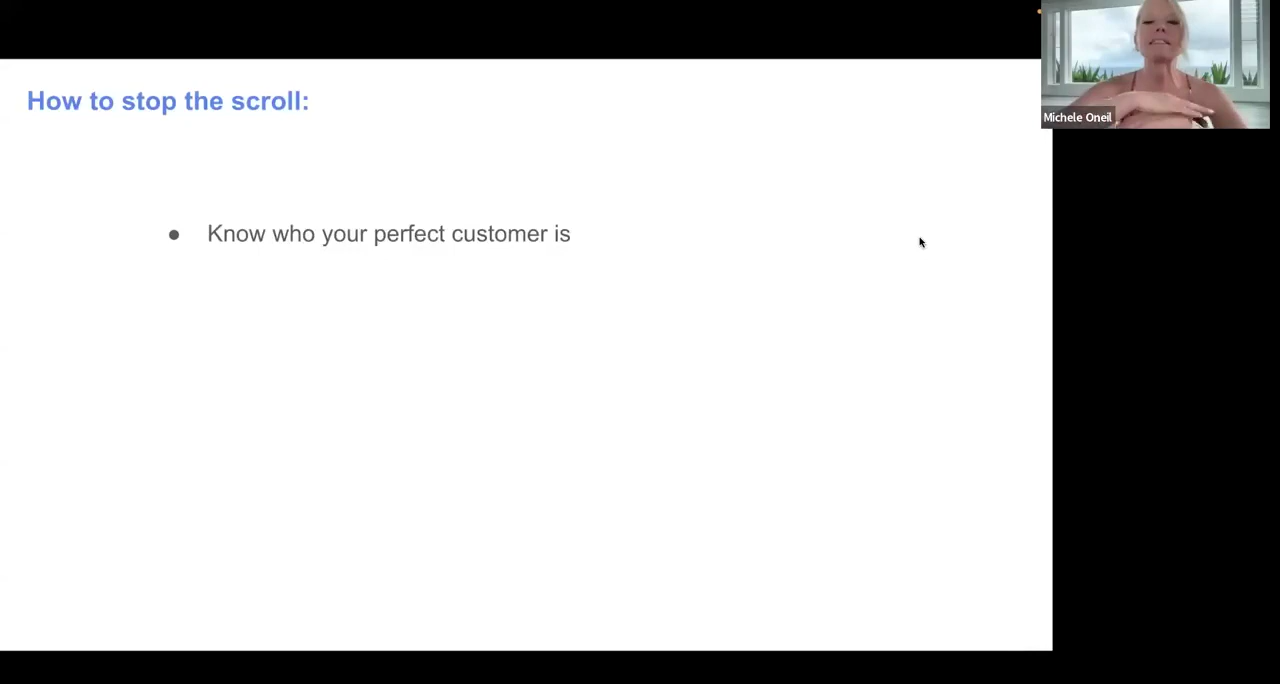 How to stop the scroll:
Michele Oneil
● Know who your perfect customer is